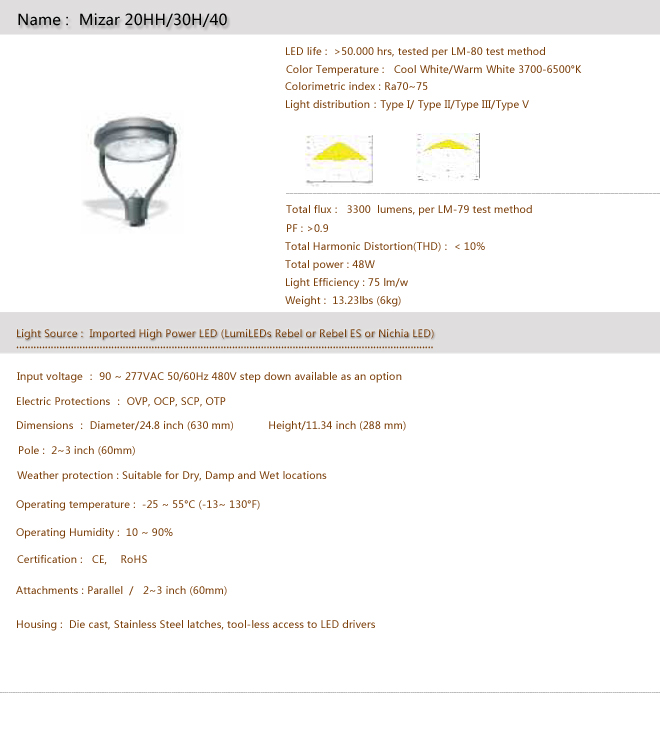 Name : Mizar 20HH/30H/40
LED life : >50.000 hrs, tested per LM-80 test method
Color Temperature : Cool White/Warm White 3700-6500°K
Colorimetric index : Ra70~75
Light distribution : Type I/ Type II/Type III/Type V
Total flux : 3300 lumens, per LM-79 test method
PF : >0.9
Total Harmonic Distortion(THD) : < 10%
Total power : 48W
Light Efficiency : 75 lm/w
Weight : 13.23lbs (6kg)
Light Source : Imported High Power LED (LumiLEDs Rebel or Rebel ES or Nichia LED)
Input voltage : 90 ~ 277VAC 50/60Hz 480V step down available as an option
Electric Protections : OVP, OCP, SCP, OTP
Dimensions : Diameter/24.8 inch (630 mm) Height/11.34 inch (288 mm)
Pole : 2~3 inch (60mm)
Weather protection : Suitable for Dry, Damp and Wet locations
Operating temperature : -25 ~ 55°C (-13~ 130°F)
Operating Humidity : 10 ~ 90%
Certification : CE, RoHS
Attachments : Parallel / 2~3 inch (60mm)
Housing : Die cast, Stainless Steel latches, tool-less access to LED drivers